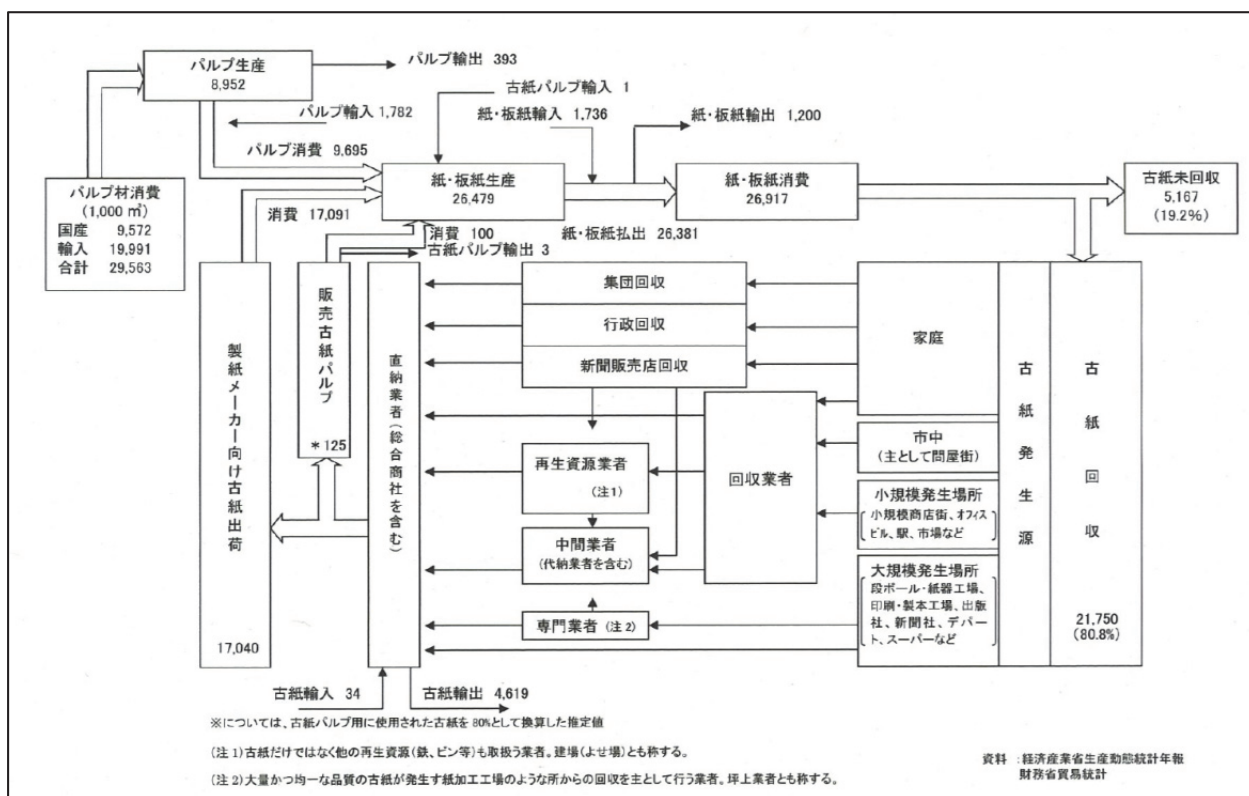 パルプ生産
8,952
パルプ輸出 393
古紙パルプ輸入 1
パルプ輸入 1,782
紙・板紙輸入 1,736
紙・板紙輸出 1,200
パルプ消費 9,695
パルプ材消費
(1,000 ㎥)
国産 9,572
輸入 19,991
合計 29,563
紙・板紙生産
26,479
紙・板紙消費
26,917
古紙未回収
5,167
(19.2%)
消費 17,091
消費 100
紙・板紙払出 26,381
古紙パルプ輸出 3
製紙メーカー向け古紙出荷
17,040
販売古紙パルプ
*125
直納業者(総合商社を含む)
集団回収
行政回収
新聞販売店回収
再生資源業者
(注1)
中間業者
(代納業者を含む)
専門業者 (注2)
回収業者
家庭
市中
(主として問屋街)
小規模発生場所
小規模商店街、オフィス
ビル、駅、市場など
大規模発生場所
段ボール・紙器工場、
印刷・製本工場、出版
社、新聞社、デパー
ト、スーパーなど
古紙発生源
古紙回収
21,750
(80.8%)
古紙輸入 34
古紙輸出 4,619
※については、古紙パルプ用に使用された古紙を80%として換算した推定値
(注1)古紙だけではなく他の再生資源(鉄、ビン等)も取扱う業者。建場(よせ場)とも称する。
(注2)大量かつ均一な品質の古紙が発生す紙加工工場のような所からの回収を主として行う業者。坪上業者とも称する。
資料 :経済産業省生産動態統計年報
財務省貿易統計